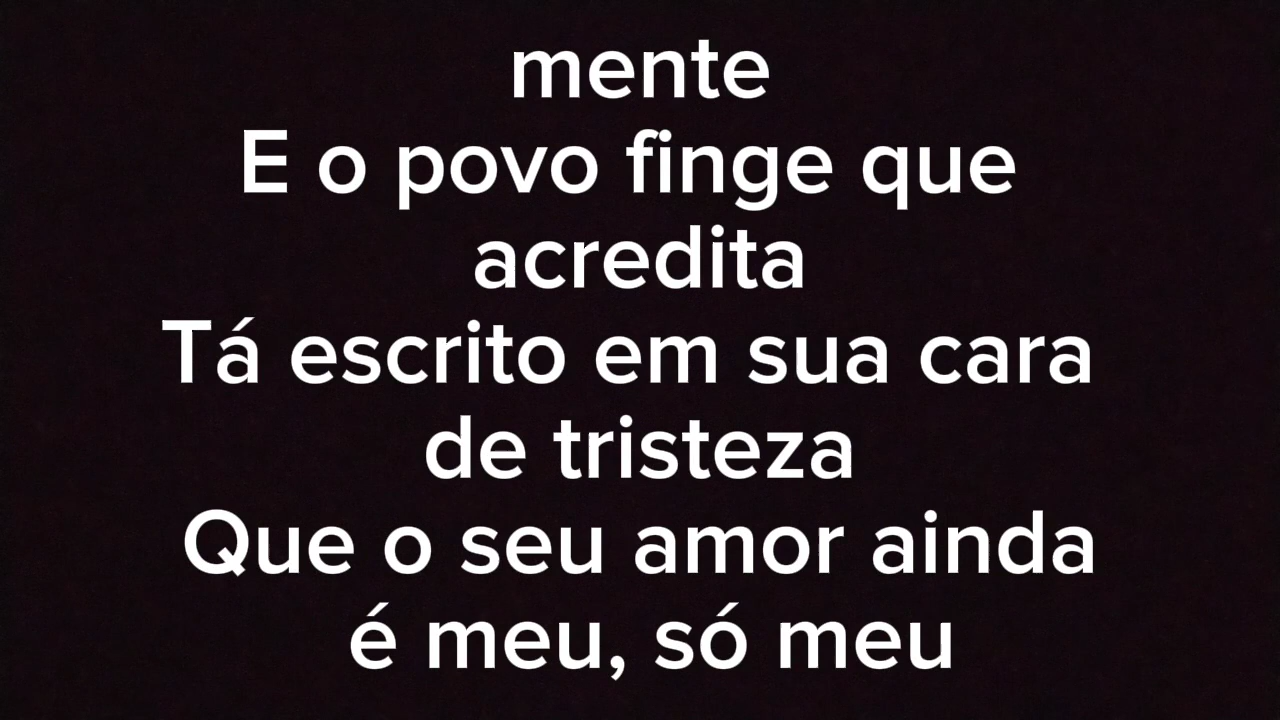 mente
E o povo finge que
acredita
Tá escrito em sua cara
de tristeza
Que o seu amor ainda
é meu, só meu